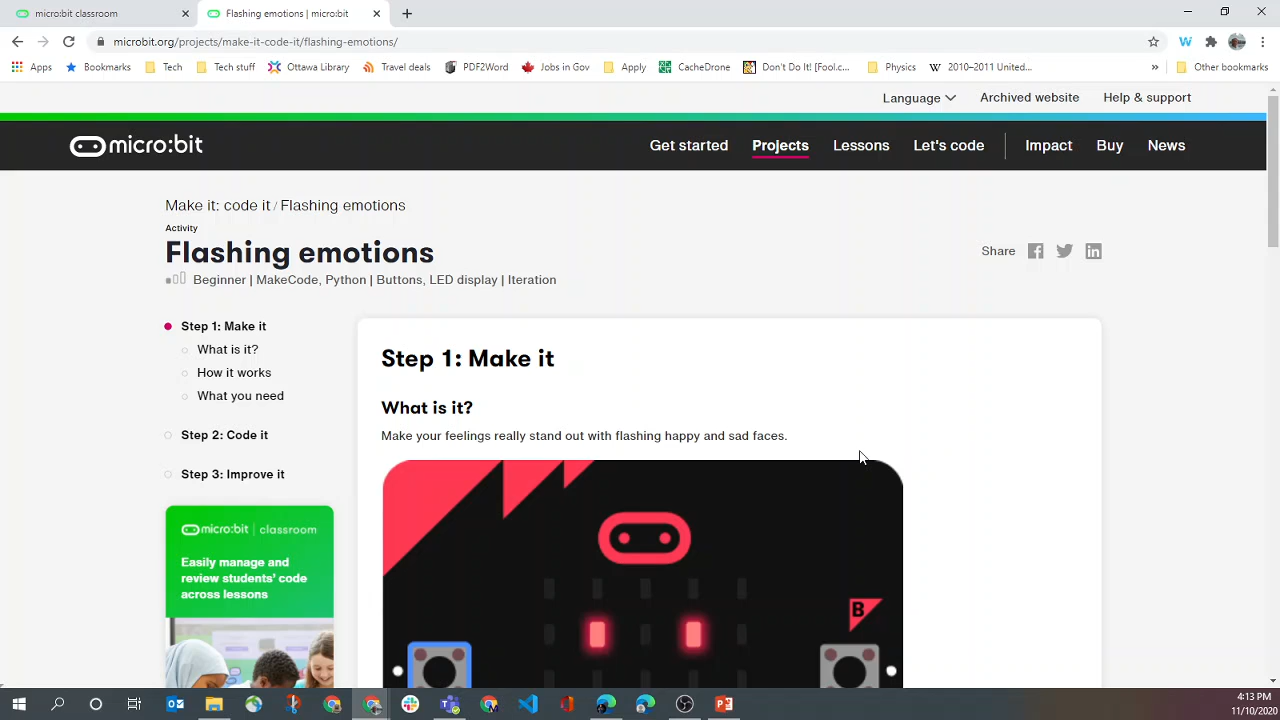 micro:bit classroom
Flashing emotions | micro:bit
microbit.org/projects/make-it-code-it/flashing-emotions/
Apps Bookmarks Tech Tech stuff Ottawa Library Travel deals PDF2Word Jobs in Gov Apply CacheDrone Don't Do It! [Fool.c... Physics 2010–2011 United... » Other bookmarks
Language Archived website Help & support
micro:bit Get started Projects Lessons Let's code Impact Buy News
Make it: code it / Flashing emotions
Activity
Flashing emotions
Share
Beginner | MakeCode, Python | Buttons, LED display | Iteration
Step 1: Make it
What is it?
How it works
What you need
Step 2: Code it
Step 3: Improve it
micro:bit | classroom
Easily manage and
review students' code
across lessons
Step 1: Make it
What is it?
Make your feelings really stand out with flashing happy and sad faces.
B
4:13 PM
11/10/2020